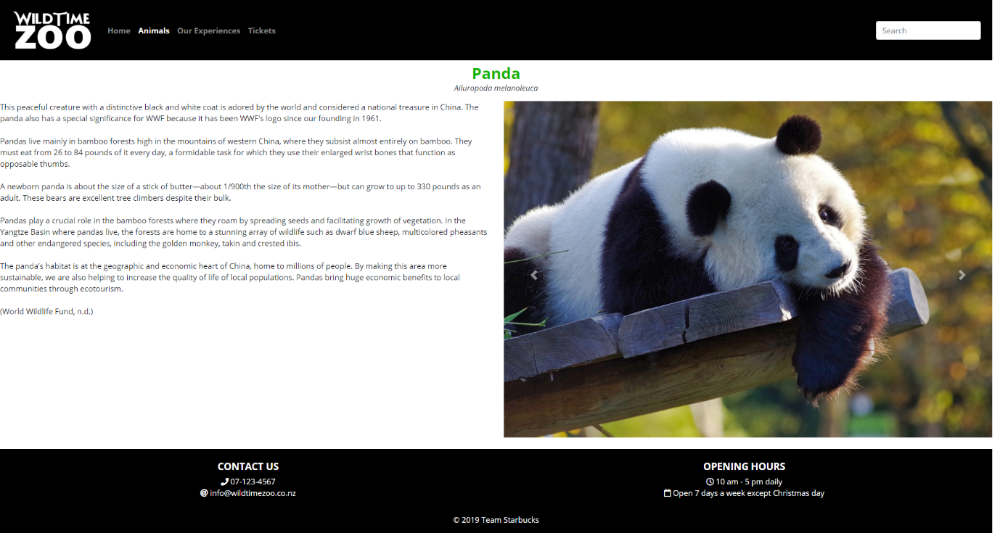 WILDTIME
ZOO
Home Animals Our Experiences Tickets
Search
Panda
Ailuropoda melanoleuca
This peaceful creature with a distinctive black and white coat is adored by the world and considered a national treasure in China. The
panda also has a special significance for WWF because it has been WWF's logo since our founding in 1961.
Pandas live mainly in bamboo forests high in the mountains of western China, where they subsist almost entirely on bamboo. They
must eat from 26 to 84 pounds of it every day, a formidable task for which they use their enlarged wrist bones that function as
opposable thumbs.
A newborn panda is about the size of a stick of butter—about 1/900th the size of its mother—but can grow to up to 330 pounds as an
adult. These bears are excellent tree climbers despite their bulk.
Pandas play a crucial role in the bamboo forests where they roam by spreading seeds and facilitating growth of vegetation. In the
Yangtze Basin where pandas live, the forests are home to a stunning array of wildlife such as dwarf blue sheep, multicolored pheasants
and other endangered species, including the golden monkey, takin and crested ibis.
The panda's habitat is at the geographic and economic heart of China, home to millions of people. By making this area more
sustainable, we are also helping to increase the quality of life of local populations. Pandas bring huge economic benefits to local
communities through ecotourism.
(World Wildlife Fund, n.d.)
CONTACT US
07-123-4567
info@wildtimezoo.co.nz
OPENING HOURS
10 am - 5 pm daily
Open 7 days a week except Christmas day
© 2019 Team Starbucks